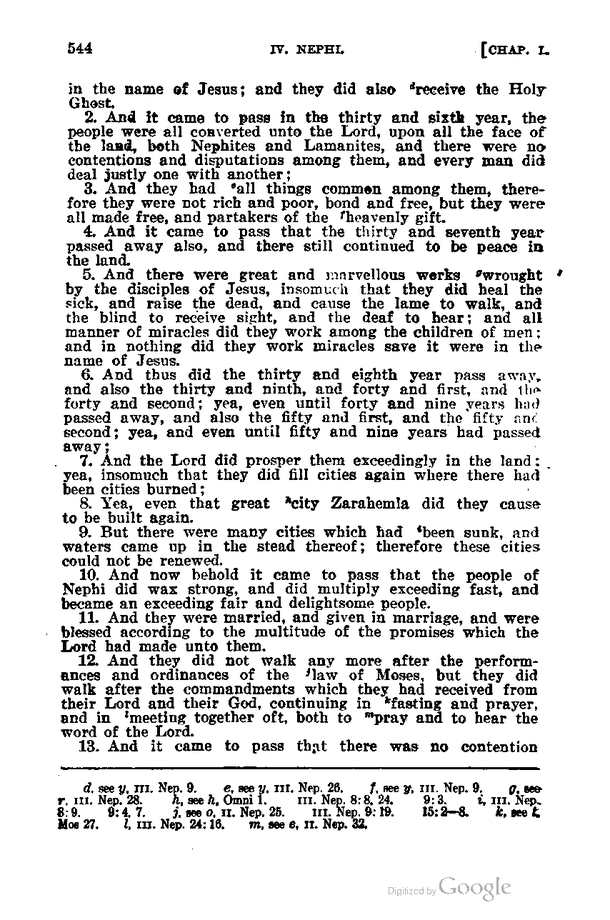 544 IV. NEPHI. [CHAP. I.
in the name of Jesus; and they did also ᵈreceive the Holy
Ghost.
2. And it came to pass in the thirty and sixth year, the
people were all converted unto the Lord, upon all the face of
the land, both Nephites and Lamanites, and there were no
contentions and disputations among them, and every man did
deal justly one with another;
3. And they had ᵉall things common among them, there-
fore they were not rich and poor, bond and free, but they were
all made free, and partakers of the ᶠheavenly gift.
4. And it came to pass that the thirty and seventh year
passed away also, and there still continued to be peace in
the land.
5. And there were great and marvellous works ᵍwrought
by the disciples of Jesus, insomuch that they did heal the
sick, and raise the dead, and cause the lame to walk, and
the blind to receive sight, and the deaf to hear; and all
manner of miracles did they work among the children of men;
and in nothing did they work miracles save it were in the
name of Jesus.
6. And thus did the thirty and eighth year pass away,
and also the thirty and ninth, and forty and first, and the
forty and second; yea, even until forty and nine years had
passed away, and also the fifty and first, and the fifty and
second; yea, and even until fifty and nine years had passed
away;
7. And the Lord did prosper them exceedingly in the land;
yea, insomuch that they did fill cities again where there had
been cities burned;
8. Yea, even that great ʰcity Zarahemla did they cause
to be built again.
9. But there were many cities which had ⁱbeen sunk, and
waters came up in the stead thereof; therefore these cities
could not be renewed.
10. And now behold it came to pass that the people of
Nephi did wax strong, and did multiply exceeding fast, and
became an exceeding fair and delightsome people.
11. And they were married, and given in marriage, and were
blessed according to the multitude of the promises which the
Lord had made unto them.
12. And they did not walk any more after the perform-
ances and ordinances of the ʲlaw of Moses, but they did
walk after the commandments which they had received from
their Lord and their God, continuing in ᵏfasting and prayer,
and in ˡmeeting together oft, both to ᵐpray and to hear the
word of the Lord.
13. And it came to pass that there was no contention
d, see y, III. Nep. 9. e, see y, III. Nep. 26. f, see y, III. Nep. 9. g, see
r, III. Nep. 28. h, see h, Omni 1. III. Nep. 8:8, 24. 9:3. i, III. Nep.
8:9. 9:4, 7. j, see o, II. Nep. 25. III. Nep. 9:19. 15:2—8. k, see t,
Mos 27. l, III. Nep. 24:16. m, see e, II. Nep. 32.
Digitized by Google